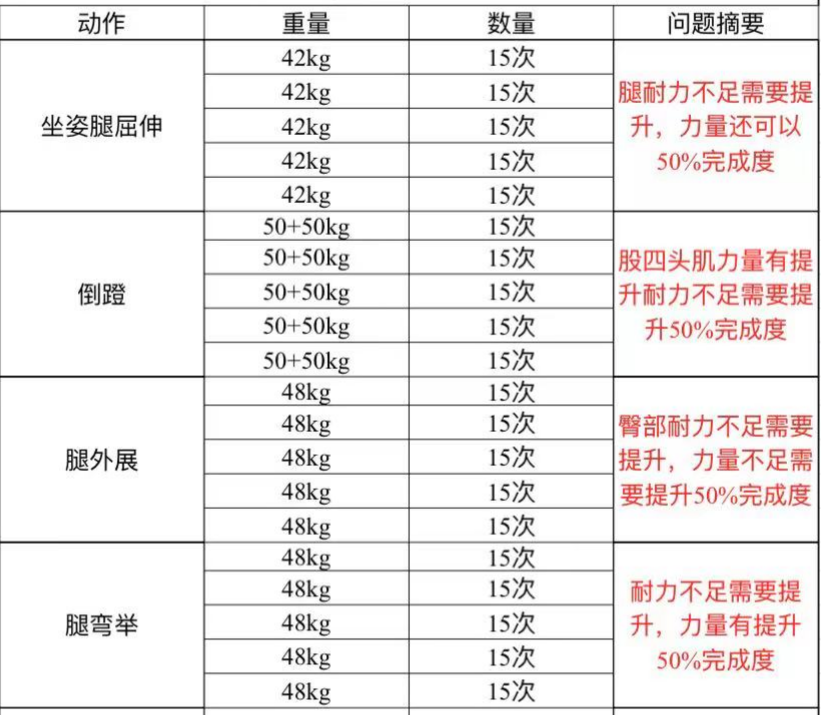 动作 重量 数量 问题摘要
坐姿腿屈伸
42kg 15次
42kg 15次
42kg 15次
42kg 15次
42kg 15次
腿耐力不足需要提
升，力量还可以
50%完成度
倒蹬
50+50kg 15次
50+50kg 15次
50+50kg 15次
50+50kg 15次
50+50kg 15次
股四头肌力量有提
升耐力不足需要提
升50%完成度
腿外展
48kg 15次
48kg 15次
48kg 15次
48kg 15次
48kg 15次
臀部耐力不足需要
提升，力量不足需
要提升50%完成度
腿弯举
48kg 15次
48kg 15次
48kg 15次
48kg 15次
48kg 15次
耐力不足需要提
升，力量有提升
50%完成度